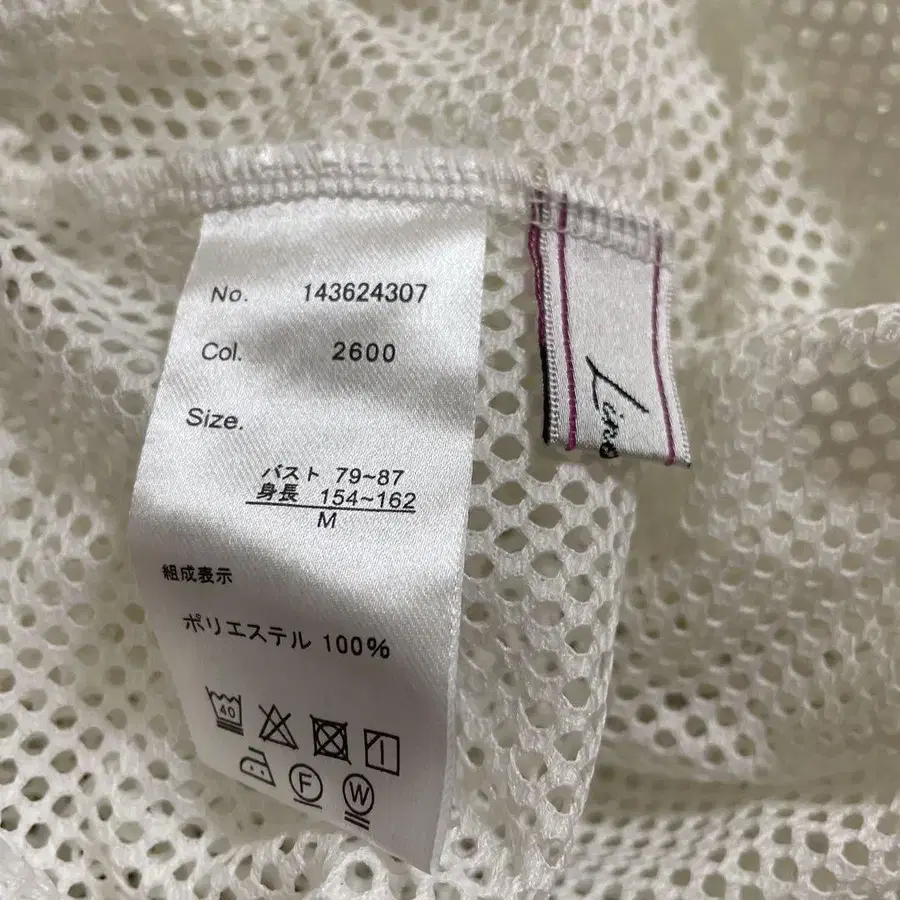 No. 143624307
Col. 2600
Size.
バスト 79~87
身長 154~162
M
組成表示
ポリエステル 100%
40
F
W